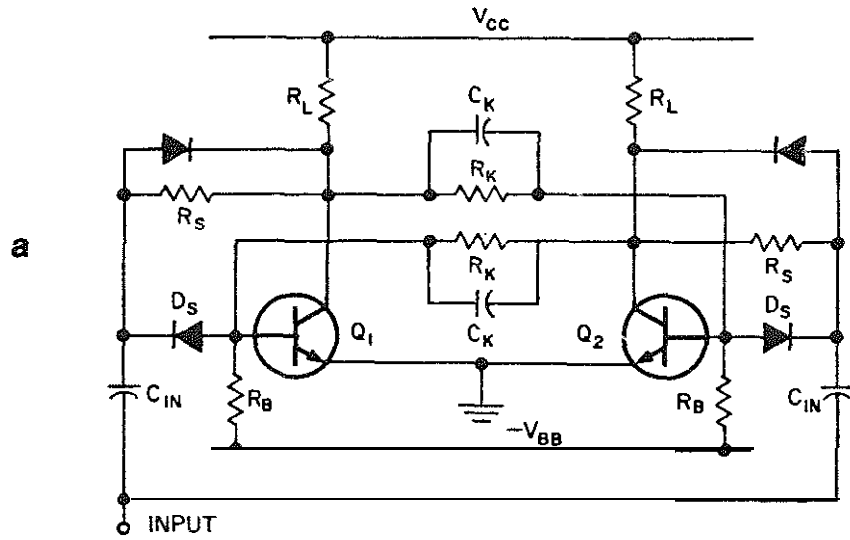 V_CC
R_L
C_K
R_L
R_K
R_S
a
R_K
R_S
D_S
Q_1
C_K
Q_2
D_S
C_IN
R_B
R_B
C_IN
-V_BB
INPUT